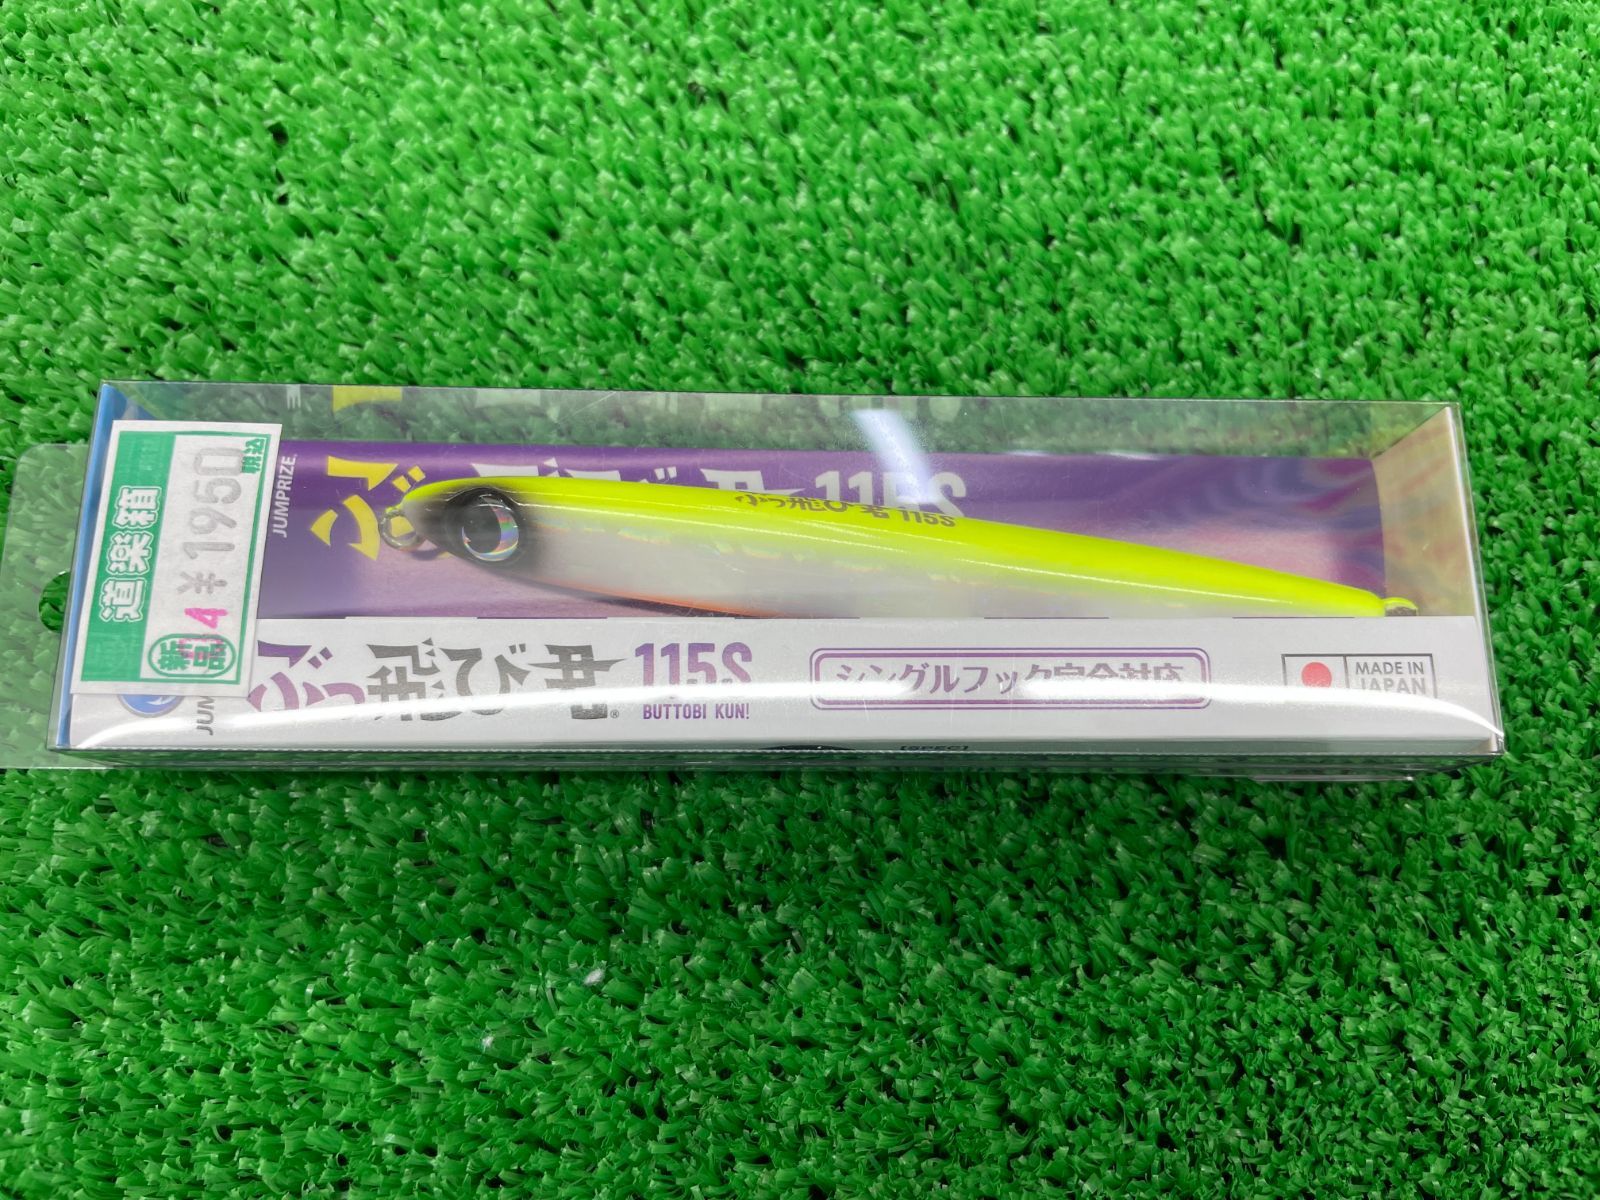 道楽箱
¥1950
税込
新品
4
JUMPRIZE.
115S
ぶっ飛び君 115S
ぶっ飛び君®
115S
BUTTOBI KUN!
シングルフック完全対応
MADE IN
JAPAN
[SPEC]